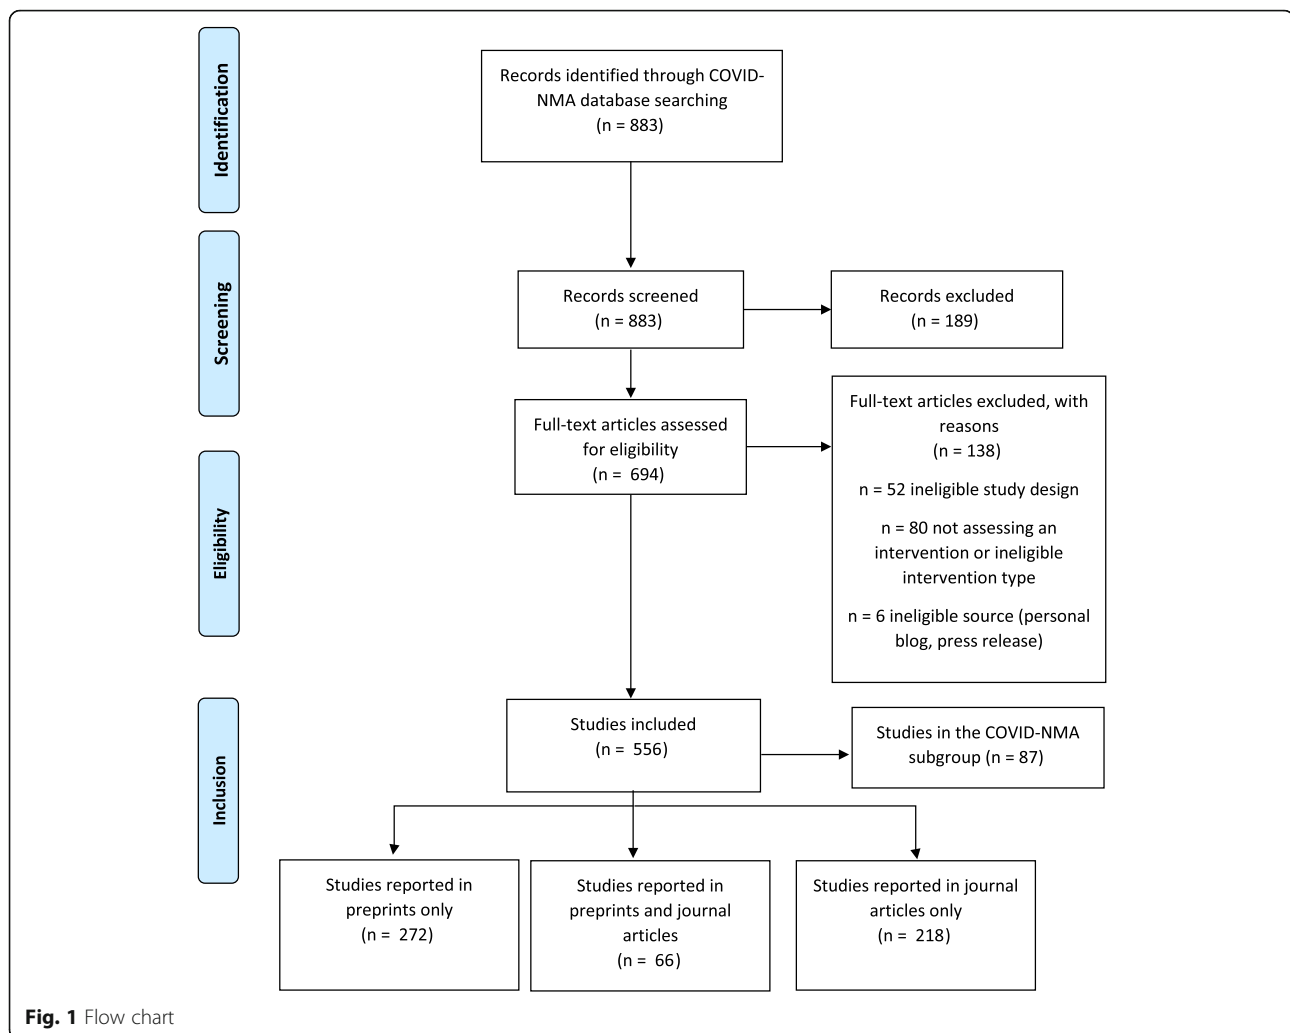 Identification
Records identified through COVID-
NMA database searching
(n = 883)
Screening
Records screened
(n = 883)
Records excluded
(n = 189)
Eligibility
Full-text articles assessed
for eligibility
(n = 694)
Full-text articles excluded, with
reasons
(n = 138)
n = 52 ineligible study design
n = 80 not assessing an
intervention or ineligible
intervention type
n = 6 ineligible source (personal
blog, press release)
Inclusion
Studies included
(n = 556)
Studies in the COVID-NMA
subgroup (n = 87)
Studies reported in
preprints only
(n = 272)
Studies reported in
preprints and journal
articles
(n = 66)
Studies reported in journal
articles only
(n = 218)
Fig. 1 Flow chart